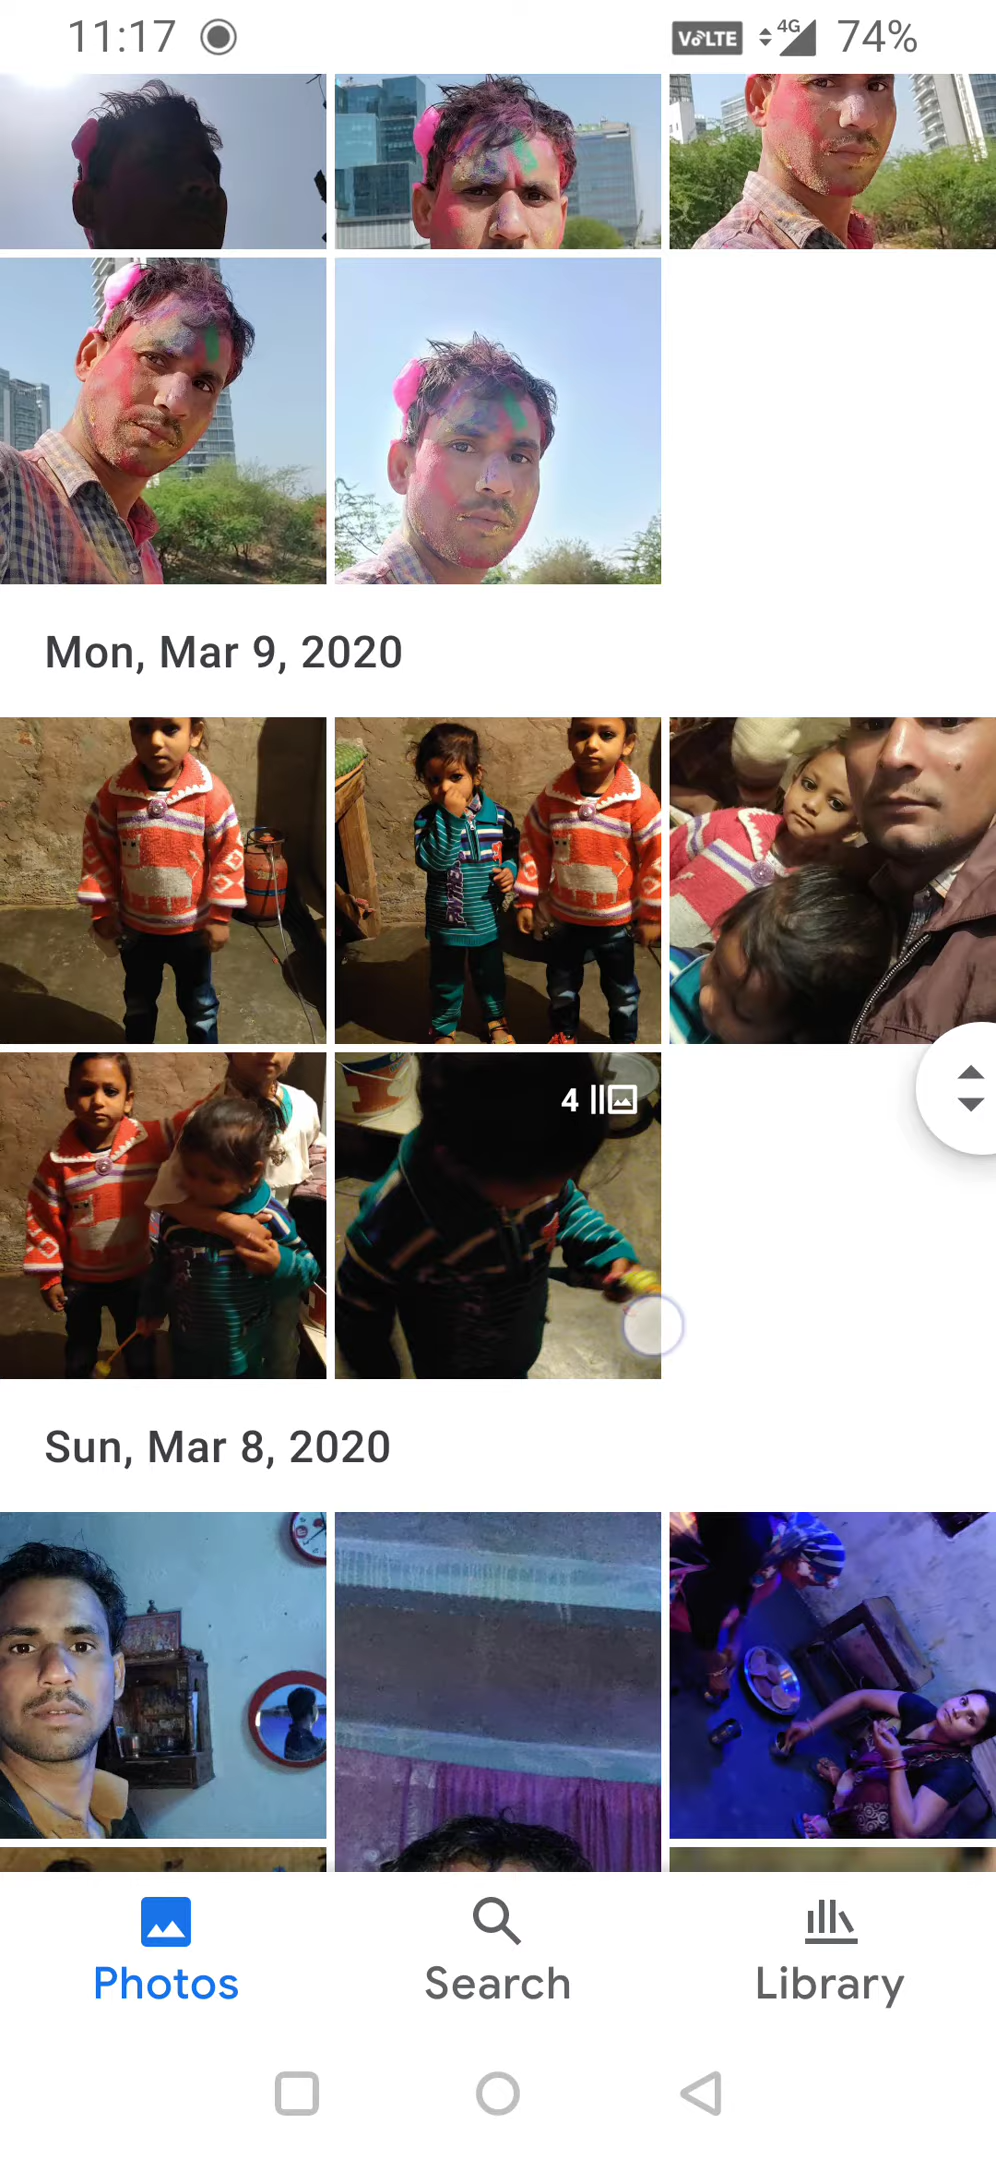 11:17 VoLTE 4G 74%
Mon, Mar 9, 2020
4
Sun, Mar 8, 2020
Photos Search Library